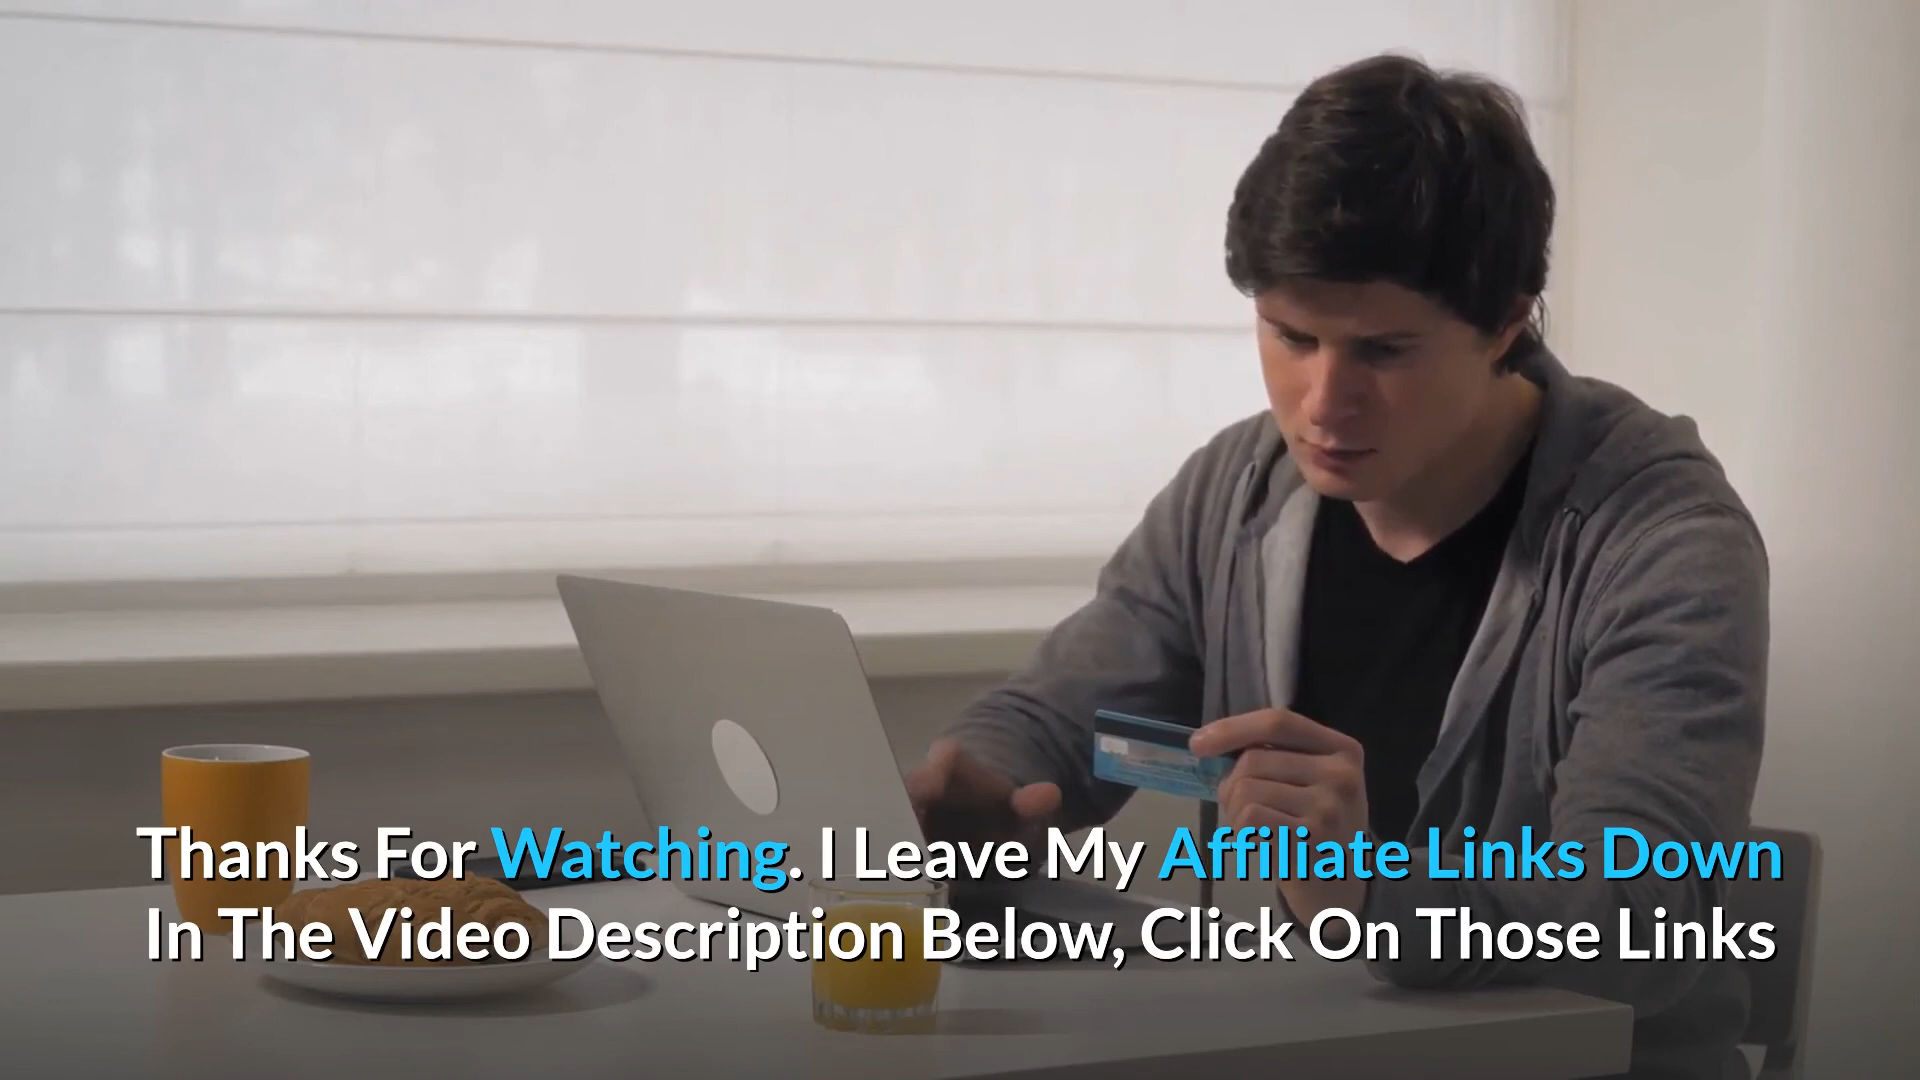 Thanks For Watching. I Leave My Affiliate Links Down
In The Video Description Below, Click On Those Links